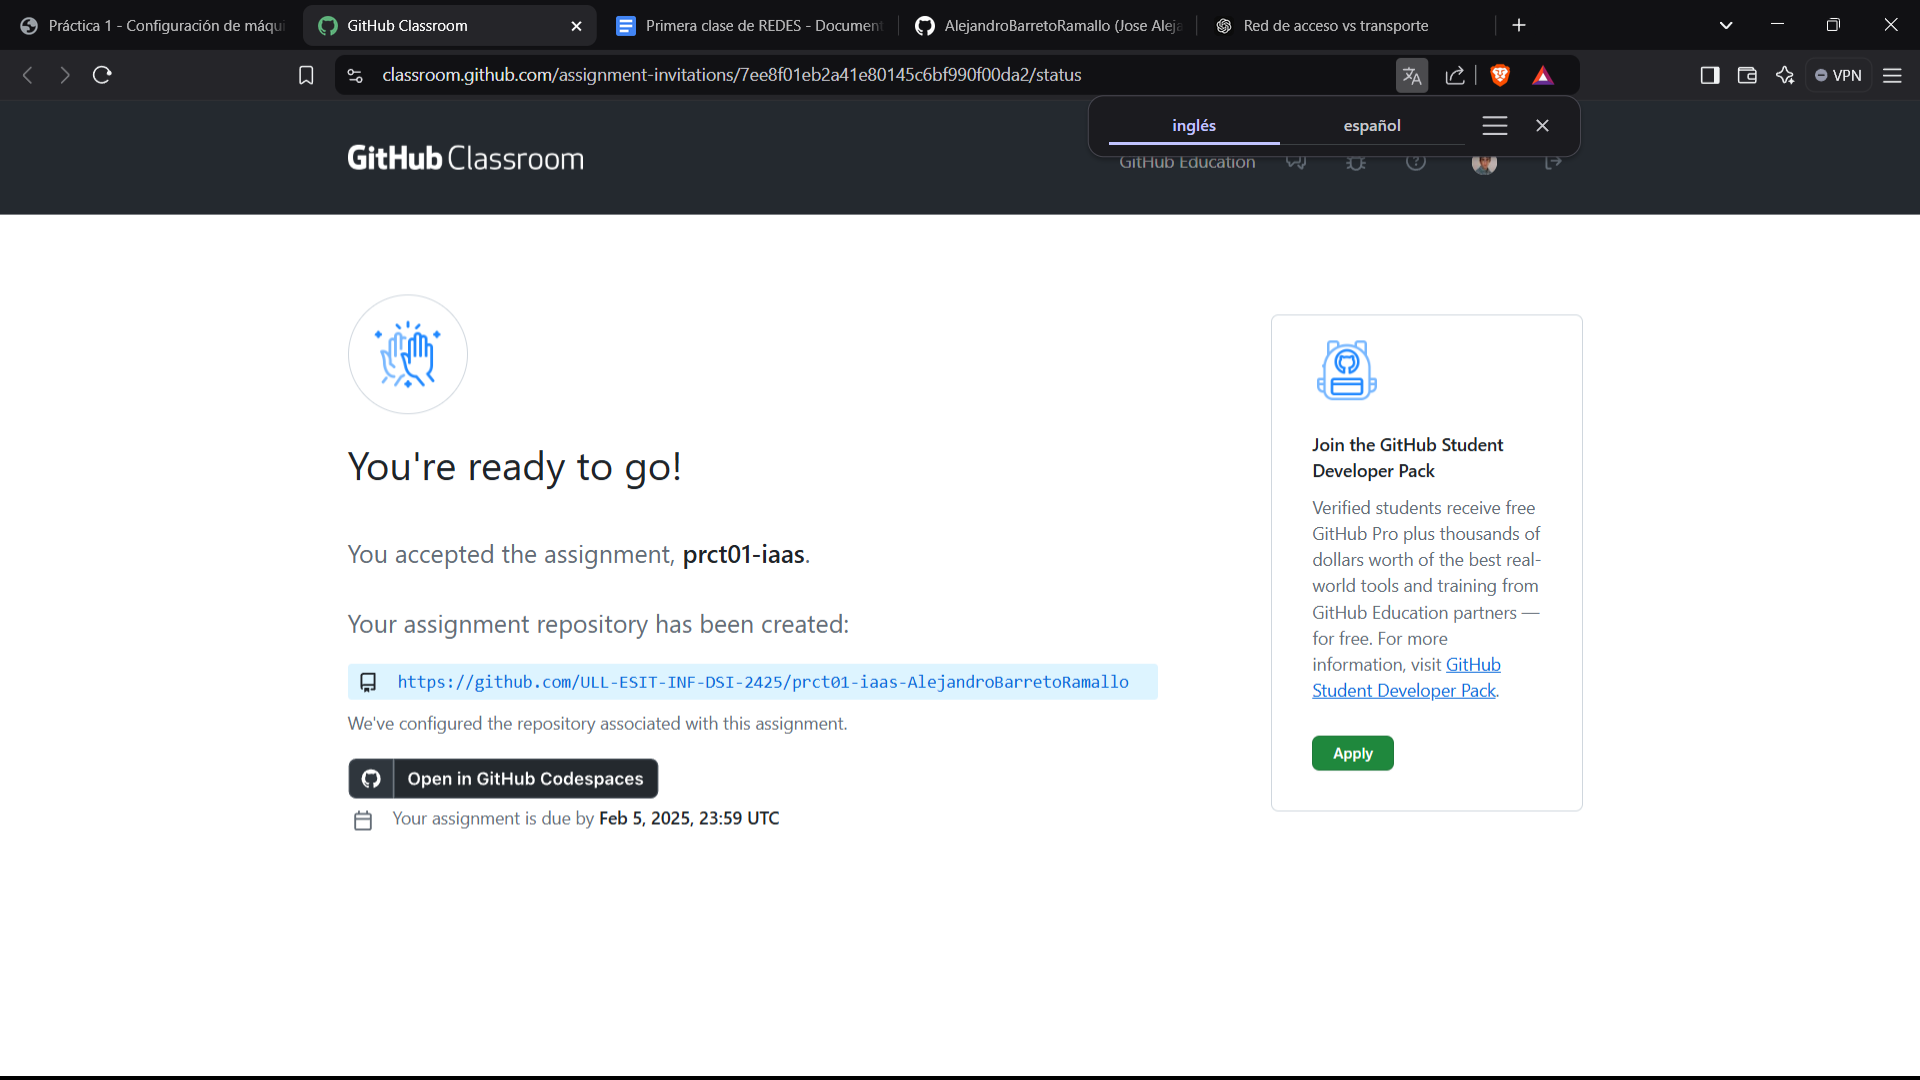 Práctica 1 - Configuración de máqui
GitHub Classroom
Primera clase de REDES - Document
AlejandroBarretoRamallo (Jose Aleja
Red de acceso vs transporte
classroom.github.com/assignment-invitations/7ee8f01eb2a41e80145c6bf990f00da2/status
VPN
inglés
español
GitHub Classroom
GitHub Education
You're ready to go!
You accepted the assignment, prct01-iaas.
Your assignment repository has been created:
https://github.com/ULL-ESIT-INF-DSI-2425/prct01-iaas-AlejandroBarretoRamallo
We've configured the repository associated with this assignment.
Open in GitHub Codespaces
Your assignment is due by Feb 5, 2025, 23:59 UTC
Join the GitHub Student
Developer Pack
Verified students receive free
GitHub Pro plus thousands of
dollars worth of the best real-
world tools and training from
GitHub Education partners —
for free. For more
information, visit GitHub
Student Developer Pack.
Apply